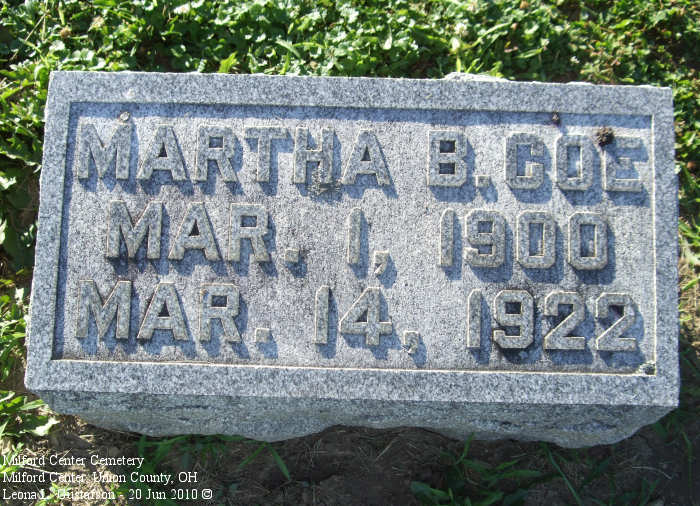 MARTHA B. COE
MAR. 1, 1900
MAR. 14, 1922
Milford Center Cemetery
Milford Center, Union County, OH
Leona L. Gustafson - 20 Jun 2010 ©